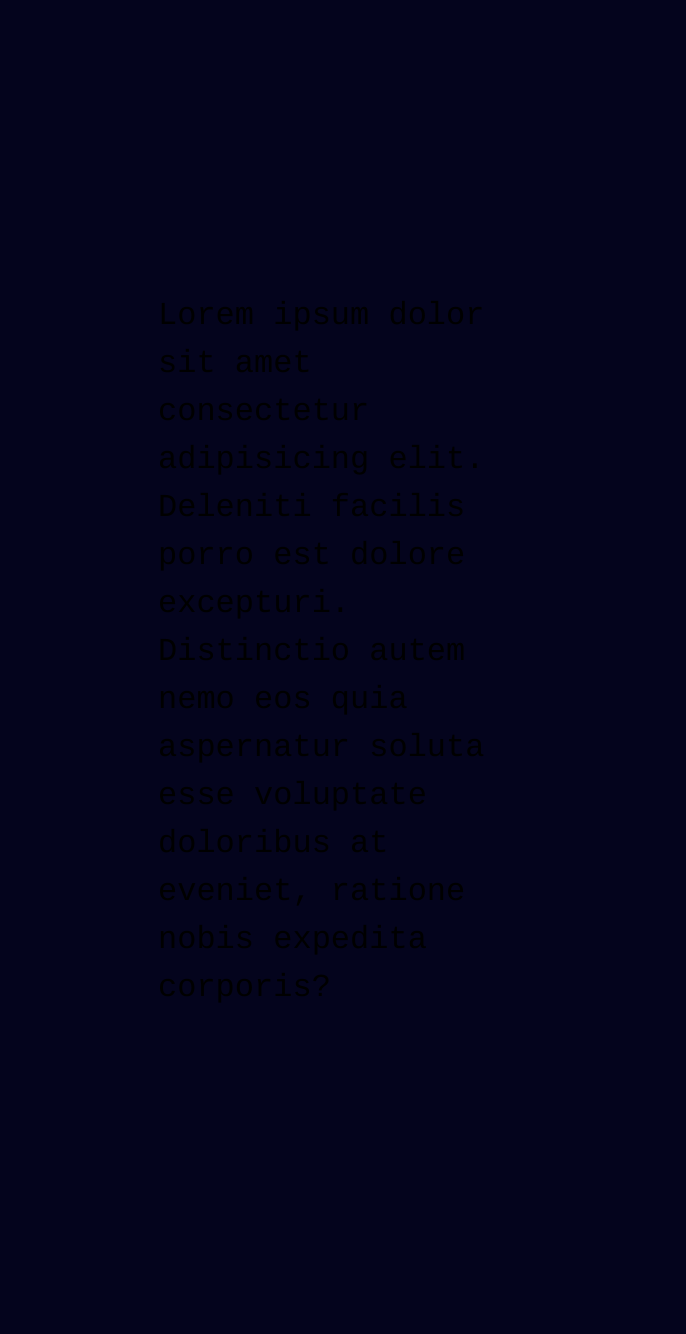 Lorem ipsum dolor
sit amet
consectetur
adipisicing elit.
Deleniti facilis
porro est dolore
excepturi.
Distinctio autem
nemo eos quia
aspernatur soluta
esse voluptate
doloribus at
eveniet, ratione
nobis expedita
corporis?